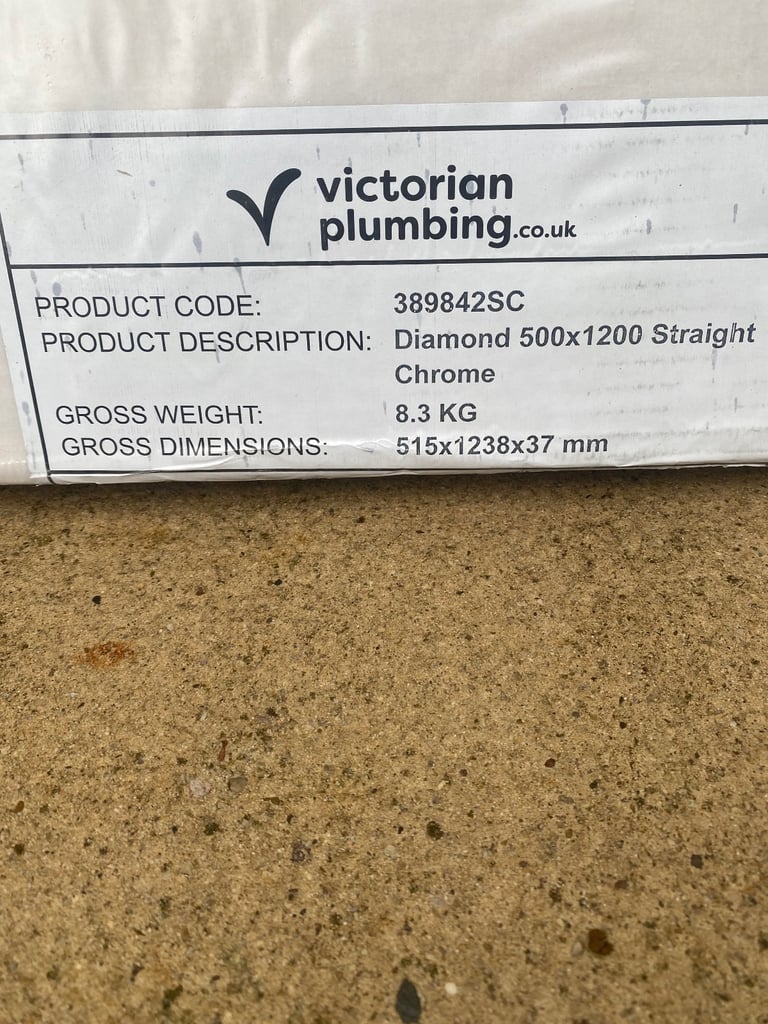 victorian
plumbing.co.uk
PRODUCT CODE: 389842SC
PRODUCT DESCRIPTION: Diamond 500x1200 Straight
Chrome
GROSS WEIGHT: 8.3 KG
GROSS DIMENSIONS: 515x1238x37 mm